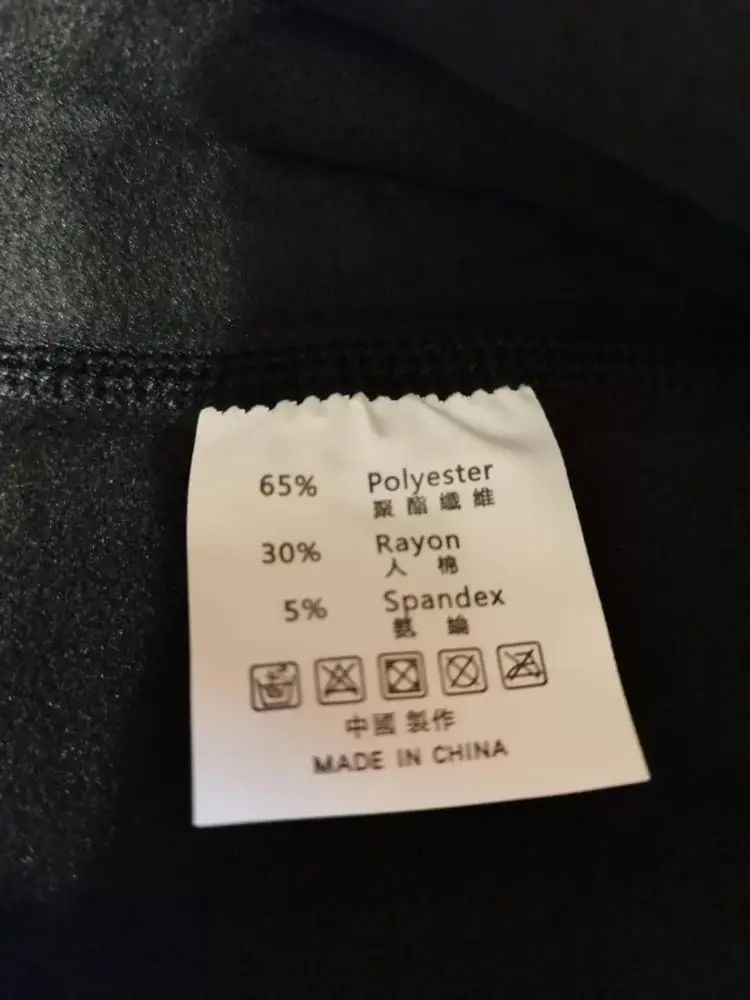 65% Polyester
聚酯纖維
30% Rayon
人棉
5% Spandex
氨綸
中國製作
MADE IN CHINA